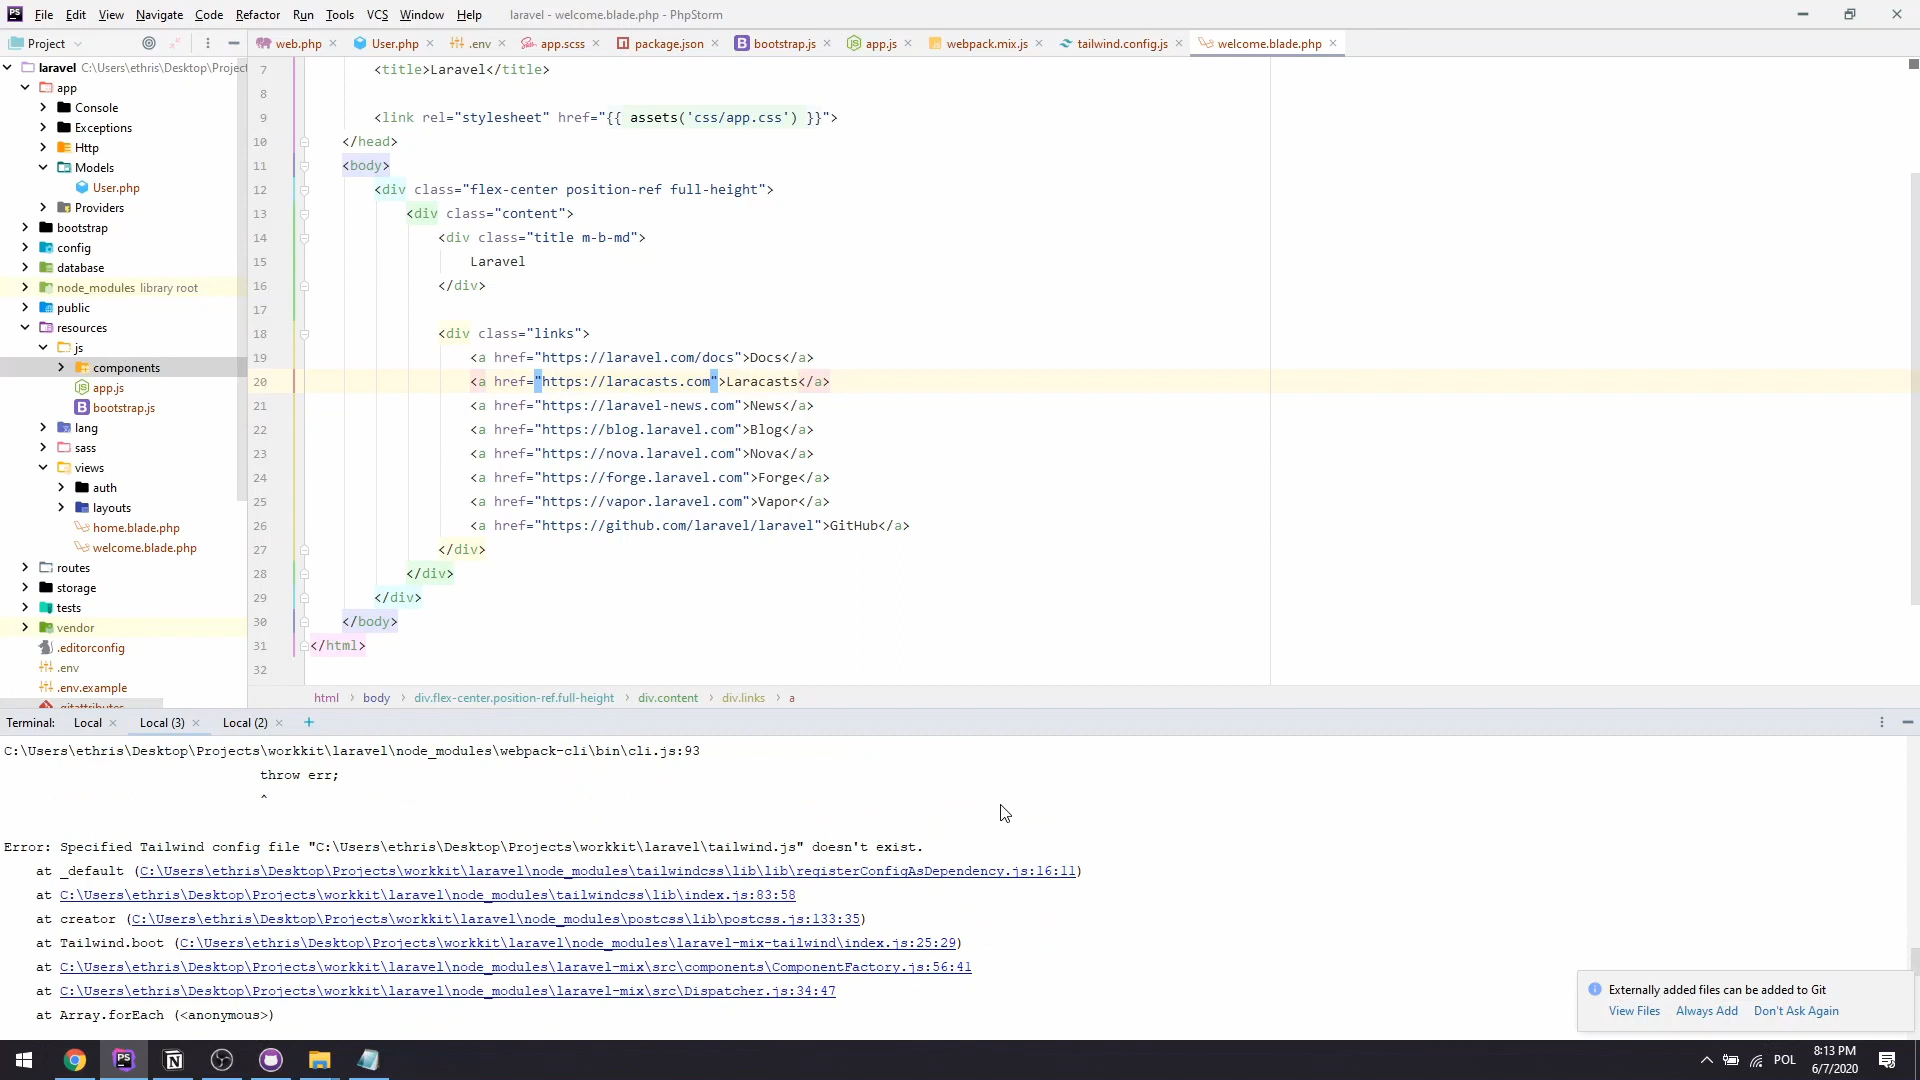 File Edit View Navigate Code Refactor Run Tools VCS Window Help laravel - welcome.blade.php - PhpStorm
Project
web.php User.php .env app.scss package.json bootstrap.js app.js webpack.mix.js tailwind.config.js welcome.blade.php
laravel C:\Users\ethris\Desktop\Project
app
Console
Exceptions
Http
Models
User.php
Providers
bootstrap
config
database
node_modules library root
public
resources
js
components
app.js
bootstrap.js
lang
sass
views
auth
layouts
home.blade.php
welcome.blade.php
routes
storage
tests
vendor
.editorconfig
.env
.env.example
.gitattributes
7 <title>Laravel</title>
8
9 <link rel="stylesheet" href="{{ assets('css/app.css') }}">
10 </head>
11 <body>
12 <div class="flex-center position-ref full-height">
13 <div class="content">
14 <div class="title m-b-md">
15 Laravel
16 </div>
17
18 <div class="links">
19 <a href="https://laravel.com/docs">Docs</a>
20 <a href="https://laracasts.com">Laracasts</a>
21 <a href="https://laravel-news.com">News</a>
22 <a href="https://blog.laravel.com">Blog</a>
23 <a href="https://nova.laravel.com">Nova</a>
24 <a href="https://forge.laravel.com">Forge</a>
25 <a href="https://vapor.laravel.com">Vapor</a>
26 <a href="https://github.com/laravel/laravel">GitHub</a>
27 </div>
28 </div>
29 </div>
30 </body>
31 </html>
32
html body div.flex-center.position-ref.full-height div.content div.links a
Terminal: Local Local (3) Local (2) +
C:\Users\ethris\Desktop\Projects\workkit\laravel\node_modules\webpack-cli\bin\cli.js:93
throw err;
^
Error: Specified Tailwind config file "C:\Users\ethris\Desktop\Projects\workkit\laravel\tailwind.js" doesn't exist.
at _default (C:\Users\ethris\Desktop\Projects\workkit\laravel\node_modules\tailwindcss\lib\lib\registerConfigAsDependency.js:16:11)
at C:\Users\ethris\Desktop\Projects\workkit\laravel\node_modules\tailwindcss\lib\index.js:83:58
at creator (C:\Users\ethris\Desktop\Projects\workkit\laravel\node_modules\postcss\lib\postcss.js:133:35)
at Tailwind.boot (C:\Users\ethris\Desktop\Projects\workkit\laravel\node_modules\laravel-mix-tailwind\index.js:25:29)
at C:\Users\ethris\Desktop\Projects\workkit\laravel\node_modules\laravel-mix\src\components\ComponentFactory.js:56:41
at C:\Users\ethris\Desktop\Projects\workkit\laravel\node_modules\laravel-mix\src\Dispatcher.js:34:47
at Array.forEach (<anonymous>)
Externally added files can be added to Git
View Files Always Add Don't Ask Again
POL
8:13 PM
6/7/2020